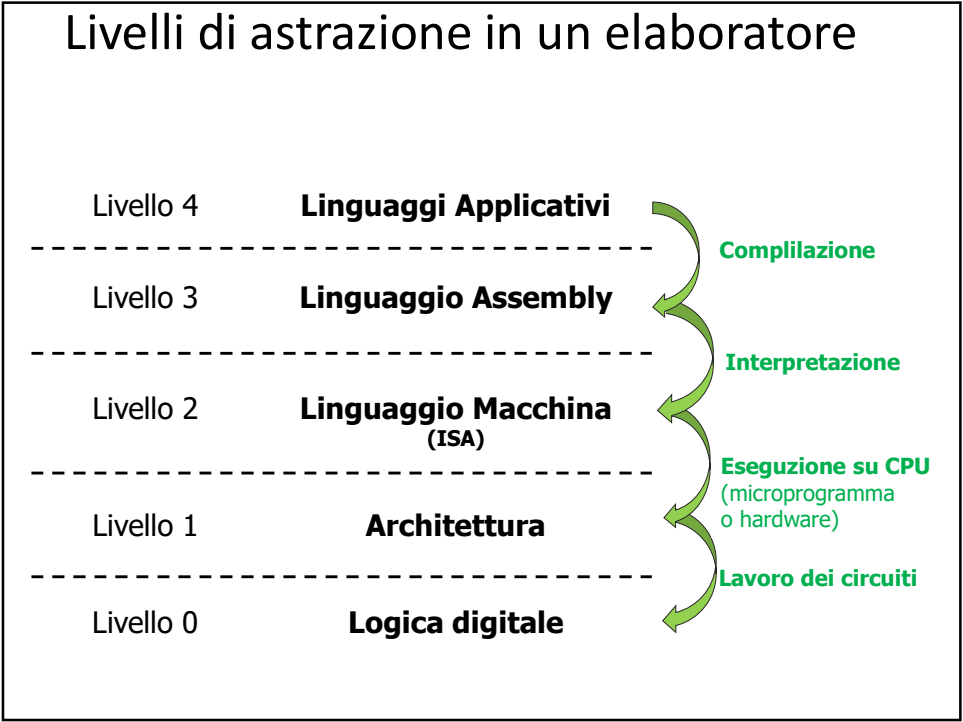 Livelli di astrazione in un elaboratore
Livello 4 Linguaggi Applicativi
Complilazione
Livello 3 Linguaggio Assembly
Interpretazione
Livello 2 Linguaggio Macchina
(ISA)
Eseguzione su CPU
(microprogramma
o hardware)
Livello 1 Architettura
Lavoro dei circuiti
Livello 0 Logica digitale